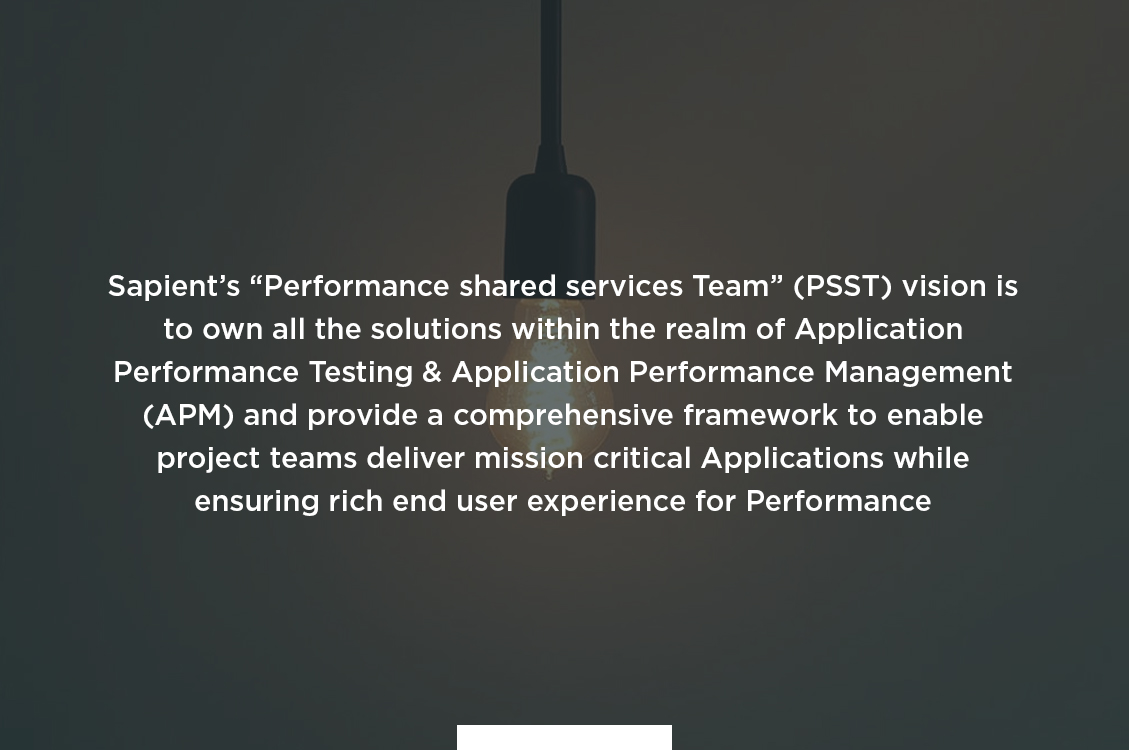 Sapient’s “Performance shared services Team” (PSST) vision is
to own all the solutions within the realm of Application
Performance Testing & Application Performance Management
(APM) and provide a comprehensive framework to enable
project teams deliver mission critical Applications while
ensuring rich end user experience for Performance